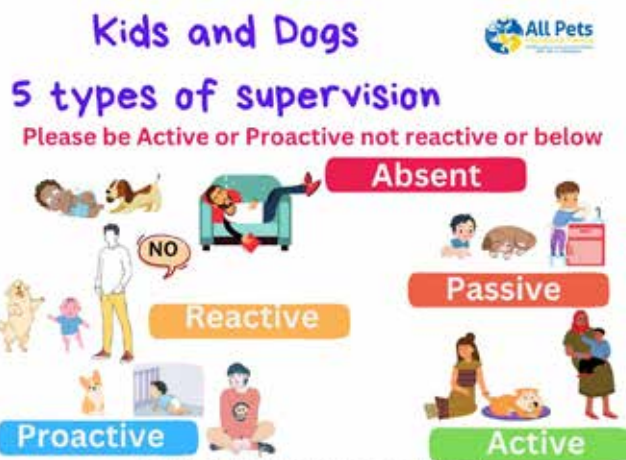 Kids and Dogs
All Pets
5 types of supervision
Please be Active or Proactive not reactive or below
Absent
NO
Passive
Reactive
Proactive
Active